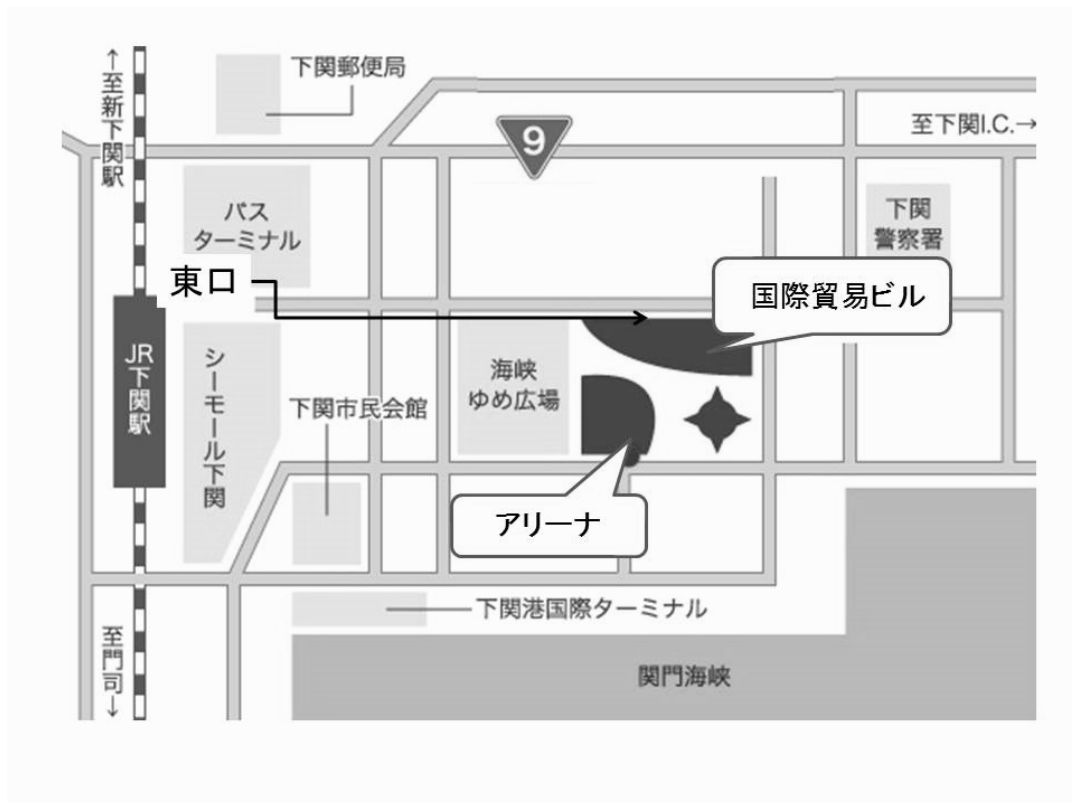 ↑至新下関駅
下関郵便局
9
至下関I.C.→
バス
ターミナル
下関
警察署
東口
国際貿易ビル
JR下関駅
シーモール下関
海峡
ゆめ広場
下関市民会館
アリーナ
下関港国際ターミナル
至門司↓
関門海峡